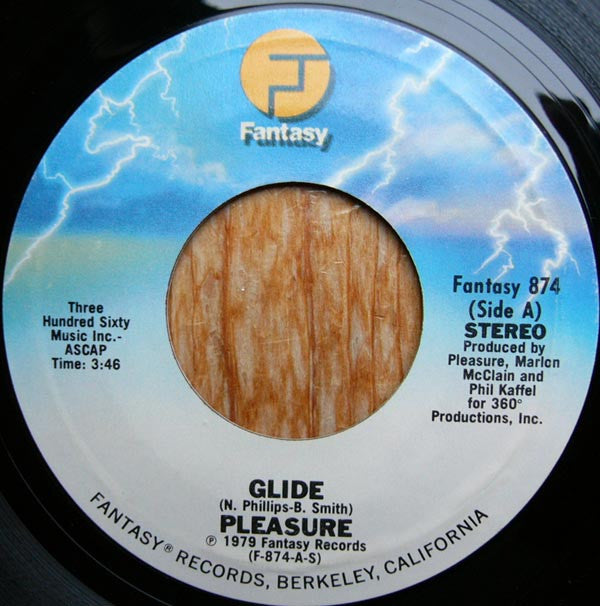 Fantasy
Three
Hundred Sixty
Music Inc.-
ASCAP
Time: 3:46
Fantasy 874
(Side A)
STEREO
Produced by
Pleasure, Marlon
McClain and
Phil Kaffel
for 360°
Productions, Inc.
GLIDE
(N. Phillips-B. Smith)
PLEASURE
℗ 1979 Fantasy Records
(F-874-A-S)
FANTASY® RECORDS, BERKELEY, CALIFORNIA